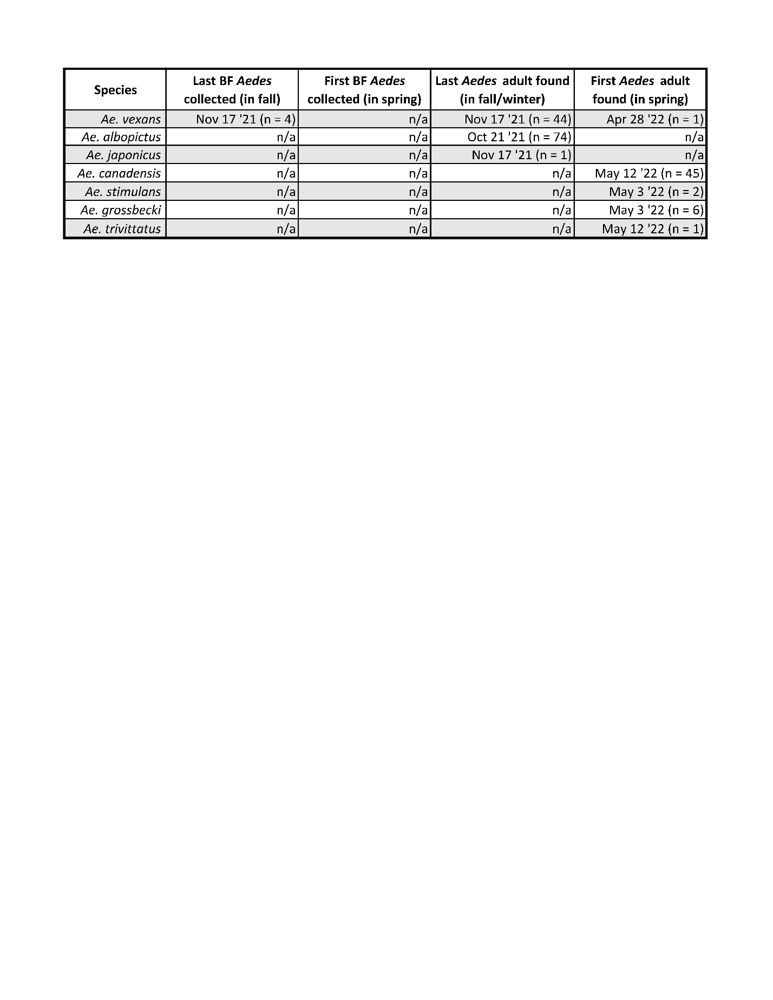 Species | Last BF Aedes collected (in fall) | First BF Aedes collected (in spring) | Last Aedes adult found (in fall/winter) | First Aedes adult found (in spring)
Ae. vexans | Nov 17 '21 (n = 4) | n/a | Nov 17 '21 (n = 44) | Apr 28 '22 (n = 1)
Ae. albopictus | n/a | n/a | Oct 21 '21 (n = 74) | n/a
Ae. japonicus | n/a | n/a | Nov 17 '21 (n = 1) | n/a
Ae. canadensis | n/a | n/a | n/a | May 12 '22 (n = 45)
Ae. stimulans | n/a | n/a | n/a | May 3 '22 (n = 2)
Ae. grossbecki | n/a | n/a | n/a | May 3 '22 (n = 6)
Ae. trivittatus | n/a | n/a | n/a | May 12 '22 (n = 1)